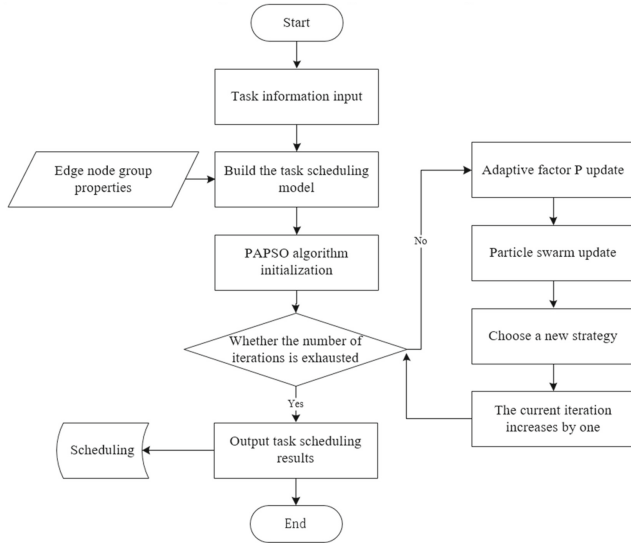 Start
Task information input
Edge node group
properties
Build the task scheduling
model
PAPSO algorithm
initialization
Whether the number of
iterations is exhausted
No
Adaptive factor P update
Particle swarm update
Choose a new strategy
The current iteration
increases by one
Yes
Output task scheduling
results
Scheduling
End